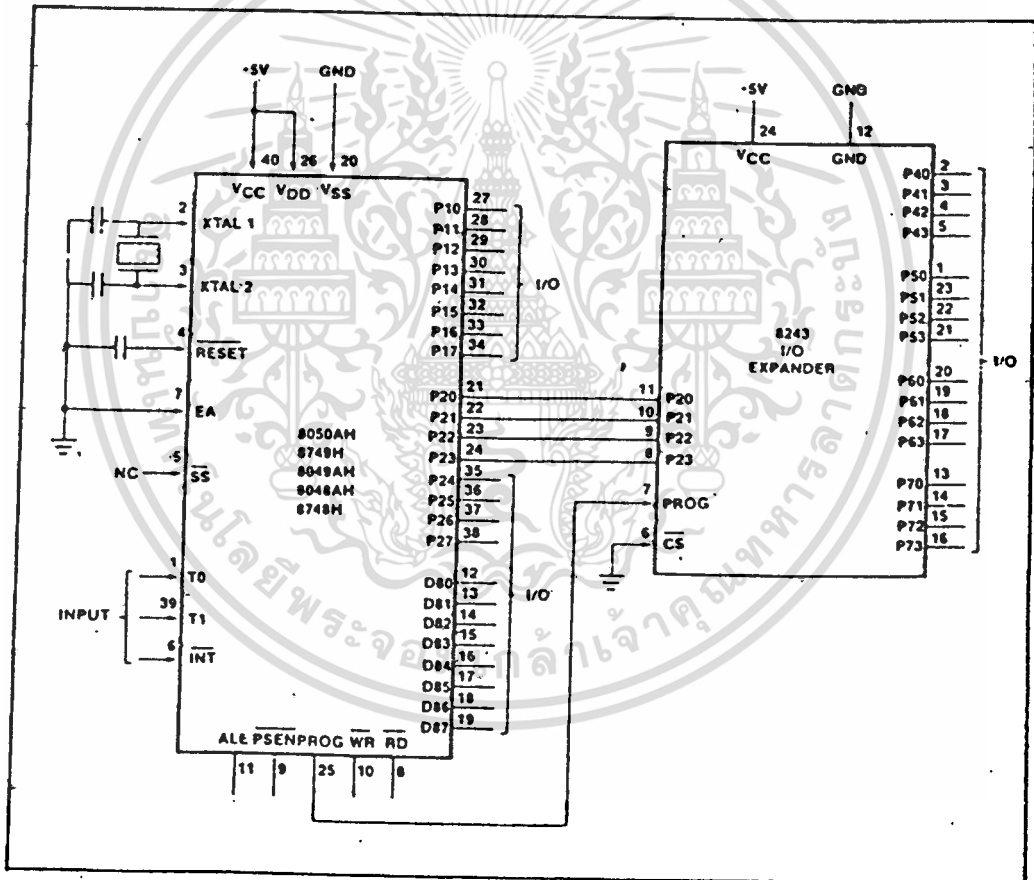 +5V GND
40 26 20
VCC VDD VSS
2 XTAL 1
3 XTAL 2
4 RESET
7 EA
NC 5 SS
INPUT
1 T0
39 T1
6 INT
8050AH
8749H
8049AH
8048AH
8748H
P10 27
P11 28
P12 29
P13 30
P14 31
P15 32
P16 33
P17 34
I/O
P20 21
P21 22
P22 23
P23 24
P24 35
P25 36
P26 37
P27 38
DB0 12
DB1 13
DB2 14
DB3 15
DB4 16
DB5 17
DB6 18
DB7 19
I/O
ALE PSEN PROG WR RD
11 9 25 10 8
+5V GND
24 12
VCC GND
11 P20
10 P21
9 P22
8 P23
7 PROG
6 CS
8243
I/O
EXPANDER
P40 2
P41 3
P42 4
P43 5
P50 1
P51 23
P52 22
P53 21
P60 20
P61 19
P62 18
P63 17
P70 13
P71 14
P72 15
P73 16
I/O